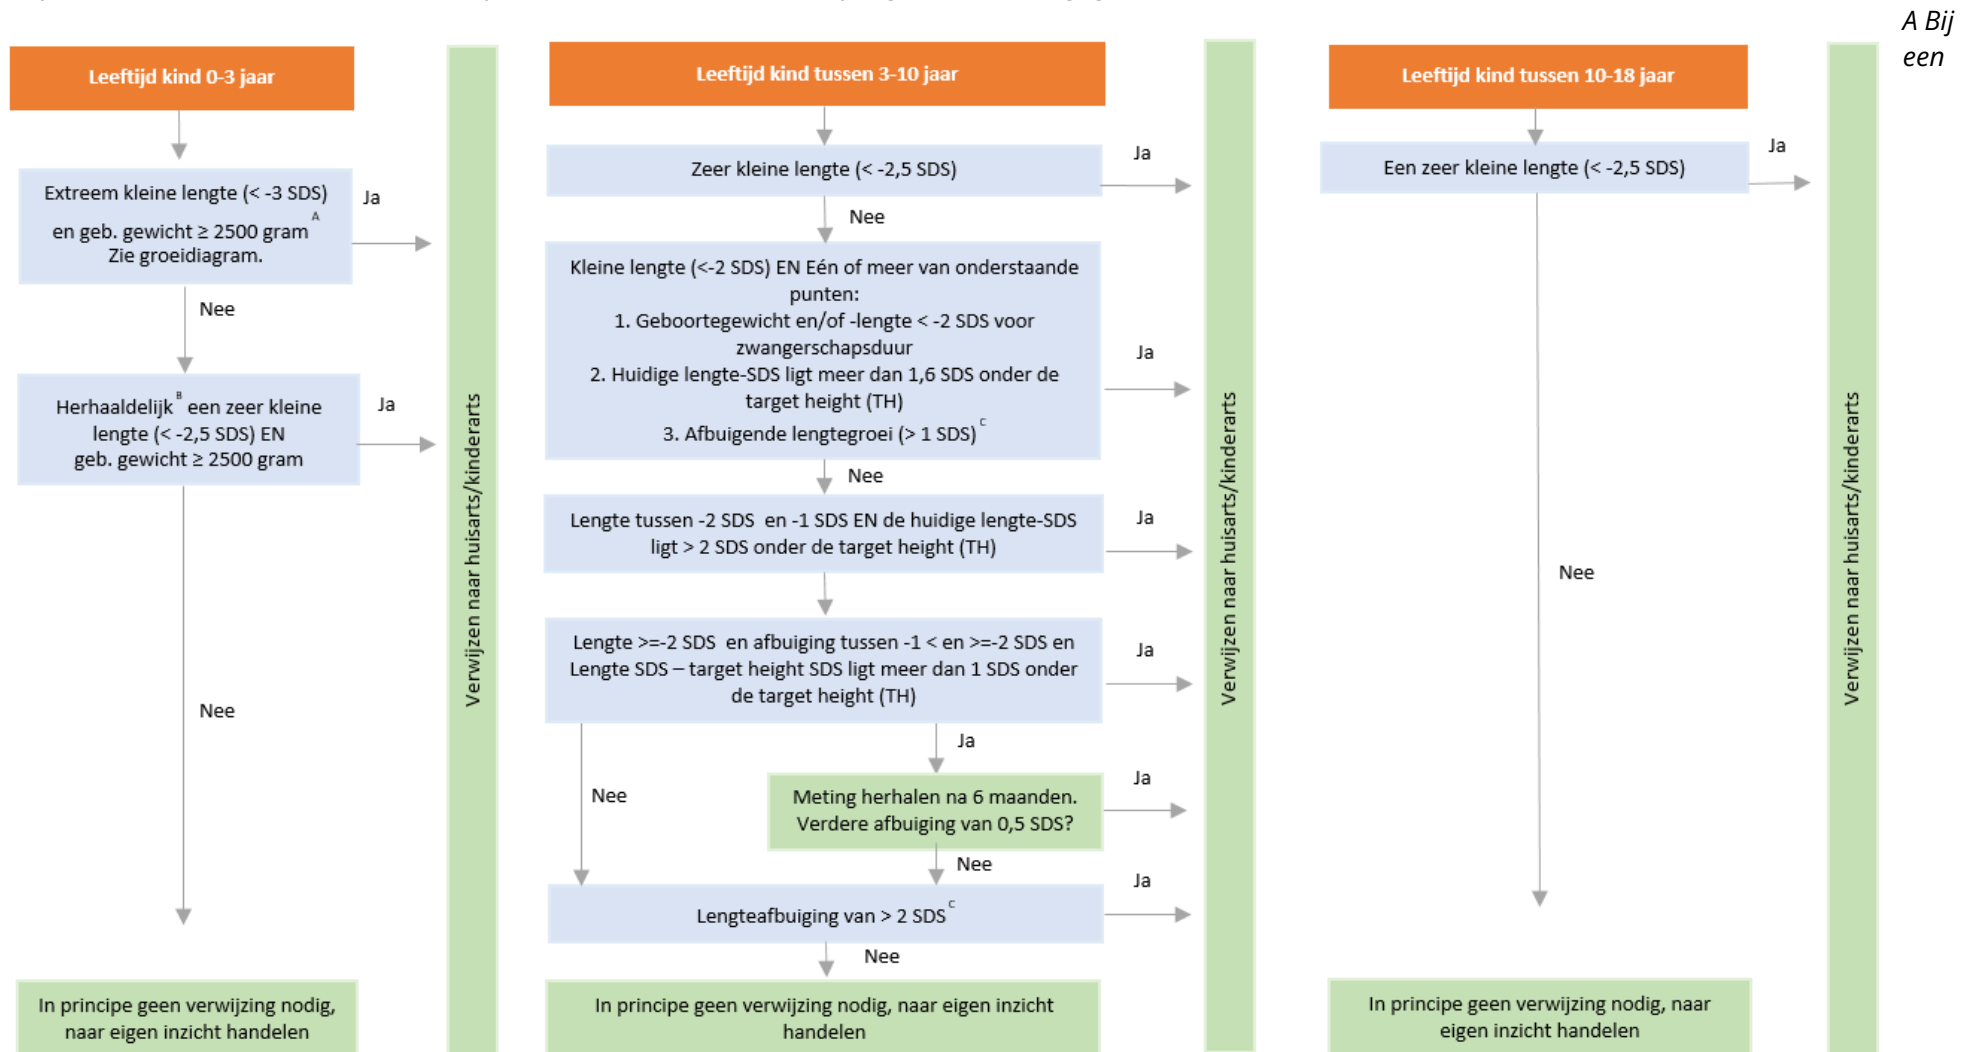 A Bij
een
Leeftijd kind 0-3 jaar
Extreem kleine lengte (< -3 SDS)
en geb. gewicht ≥ 2500 gram A
Zie groeidiagram.
Ja
Nee
Herhaaldelijk B een zeer kleine
lengte (< -2,5 SDS) EN
geb. gewicht ≥ 2500 gram
Ja
Nee
In principe geen verwijzing nodig,
naar eigen inzicht handelen
Verwijzen naar huisarts/kinderarts
Leeftijd kind tussen 3-10 jaar
Zeer kleine lengte (< -2,5 SDS)
Ja
Nee
Kleine lengte (<-2 SDS) EN Eén of meer van onderstaande
punten:
1. Geboortegewicht en/of -lengte < -2 SDS voor
zwangerschapsduur
2. Huidige lengte-SDS ligt meer dan 1,6 SDS onder de
target height (TH)
3. Afbuigende lengtegroei (> 1 SDS) C
Ja
Nee
Lengte tussen -2 SDS  en -1 SDS EN de huidige lengte-SDS
ligt > 2 SDS onder de target height (TH)
Ja
Lengte >=-2 SDS  en afbuiging tussen -1 < en >=-2 SDS en
Lengte SDS – target height SDS ligt meer dan 1 SDS onder
de target height (TH)
Ja
Ja
Nee
Meting herhalen na 6 maanden.
Verdere afbuiging van 0,5 SDS?
Ja
Nee
Lengteafbuiging van > 2 SDS C
Ja
Nee
In principe geen verwijzing nodig, naar eigen inzicht
handelen
Verwijzen naar huisarts/kinderarts
Leeftijd kind tussen 10-18 jaar
Een zeer kleine lengte (< -2,5 SDS)
Ja
Nee
In principe geen verwijzing nodig, naar
eigen inzicht handelen
Verwijzen naar huisarts/kinderarts